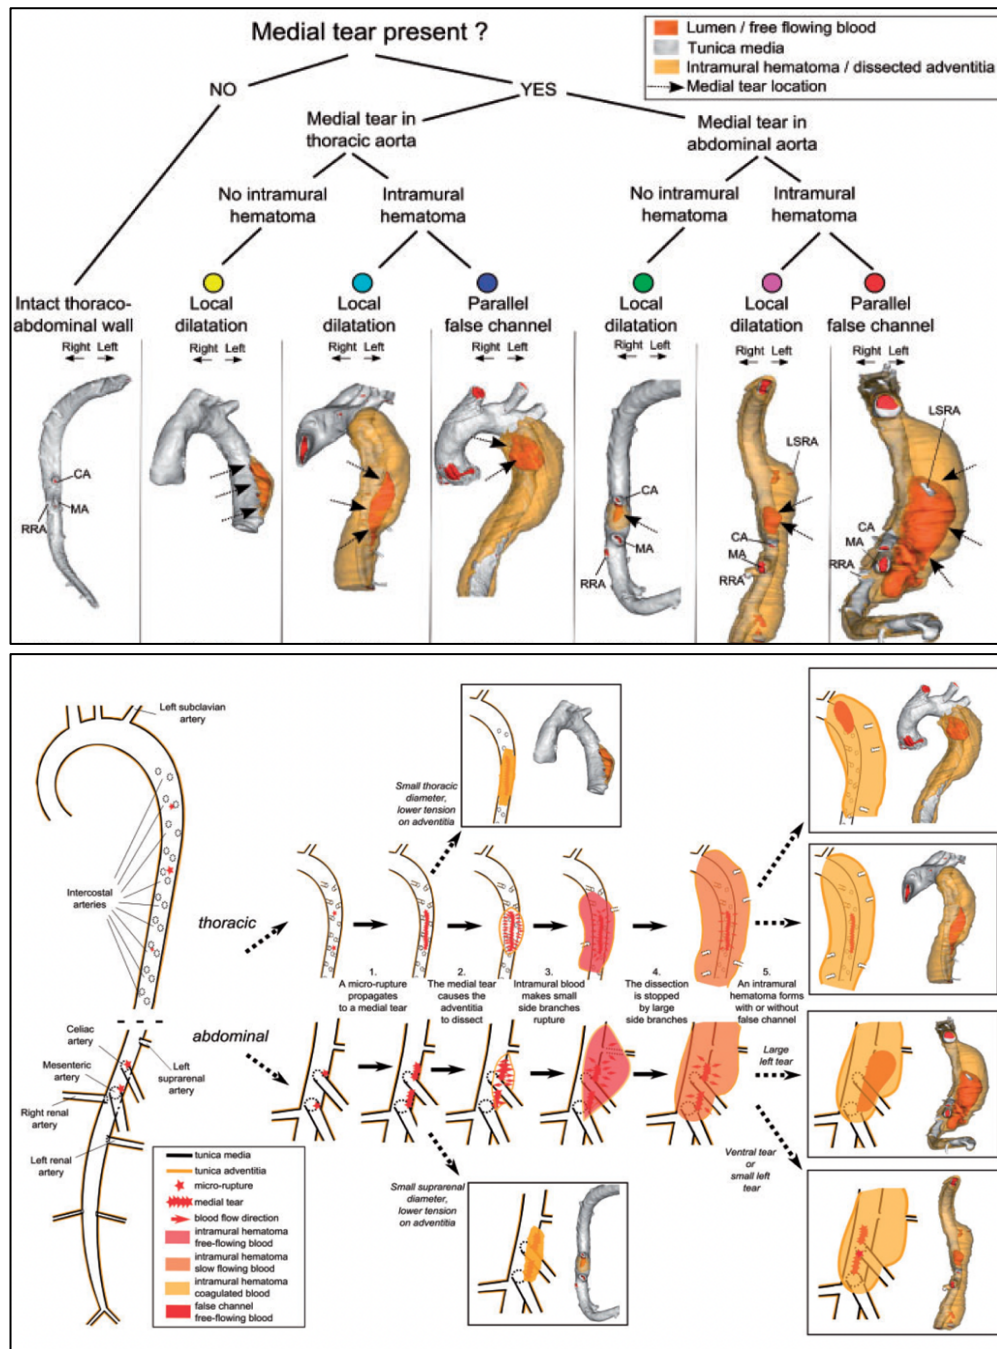 Medial tear present ?
Lumen / free flowing blood
Tunica media
Intramural hematoma / dissected adventitia
Medial tear location
NO
YES
Medial tear in
thoracic aorta
Medial tear in
abdominal aorta
No intramural
hematoma
Intramural
hematoma
No intramural
hematoma
Intramural
hematoma
Intact thoraco-
abdominal wall
Local
dilatation
Local
dilatation
Parallel
false channel
Local
dilatation
Local
dilatation
Parallel
false channel
Right Left
Right Left
Right Left
Right Left
Right Left
Right Left
Right Left
CA
MA
RRA
CA
MA
RRA
LSRA
CA
MA
RRA
LSRA
CA
MA
RRA
Left subclavian
artery
Intercostal
arteries
Small thoracic
diameter,
lower tension
on adventitia
thoracic
1.
A micro-rupture
propagates
to a medial tear
2.
The medial tear
causes the
adventitia
to dissect
3.
Intramural blood
makes small
side branches
rupture
4.
The dissection
is stopped
by large
side branches
5.
An intramural
hematoma forms
with or without
false channel
abdominal
Celiac
artery
Mesenteric
artery
Right renal
artery
Left
suprarenal
artery
Left renal
artery
Large
left tear
Ventral tear
or
small left
tear
Small suprarenal
diameter,
lower tension
on adventitia
tunica media
tunica adventitia
micro-rupture
medial tear
blood flow direction
intramural hematoma
free-flowing blood
intramural hematoma
slow flowing blood
intramural hematoma
coagulated blood
false channel
free-flowing blood